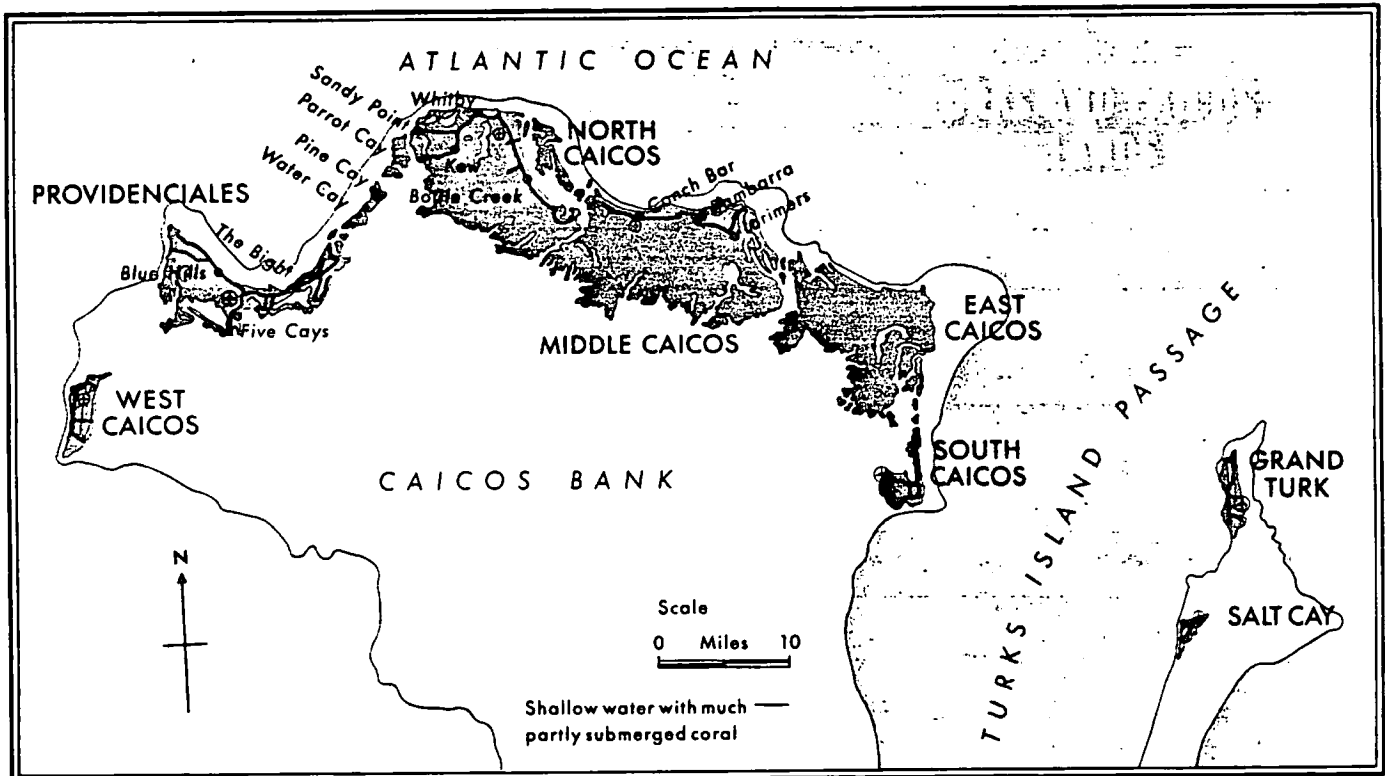 ATLANTIC OCEAN
Sandy Point
Parrot Cay
Pine Cay
Water Cay
Whitby
NORTH
CAICOS
Kew
Bottle Creek
Conch Bar
PROVIDENCIALES
The Bight
Blue Hills
Five Cays
MIDDLE CAICOS
EAST
CAICOS
WEST
CAICOS
CAICOS BANK
SOUTH
CAICOS
TURKS ISLAND PASSAGE
GRAND
TURK
SALT CAY
N
Scale
0 Miles 10
Shallow water with much
partly submerged coral